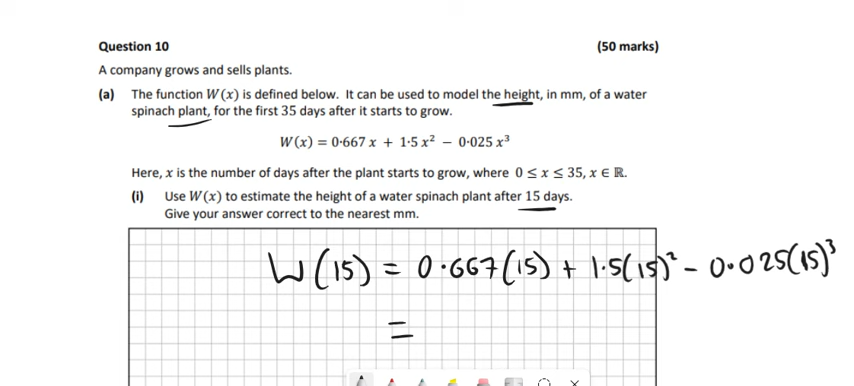 Question 10 (50 marks)
A company grows and sells plants.
(a) The function W(x) is defined below. It can be used to model the height, in mm, of a water
spinach plant, for the first 35 days after it starts to grow.
W(x) = 0·667 x + 1·5 x² − 0·025 x³
Here, x is the number of days after the plant starts to grow, where 0 ≤ x ≤ 35, x ∈ ℝ.
(i) Use W(x) to estimate the height of a water spinach plant after 15 days.
Give your answer correct to the nearest mm.
W(15) = 0·667(15) + 1·5(15)² − 0·025(15)³
=